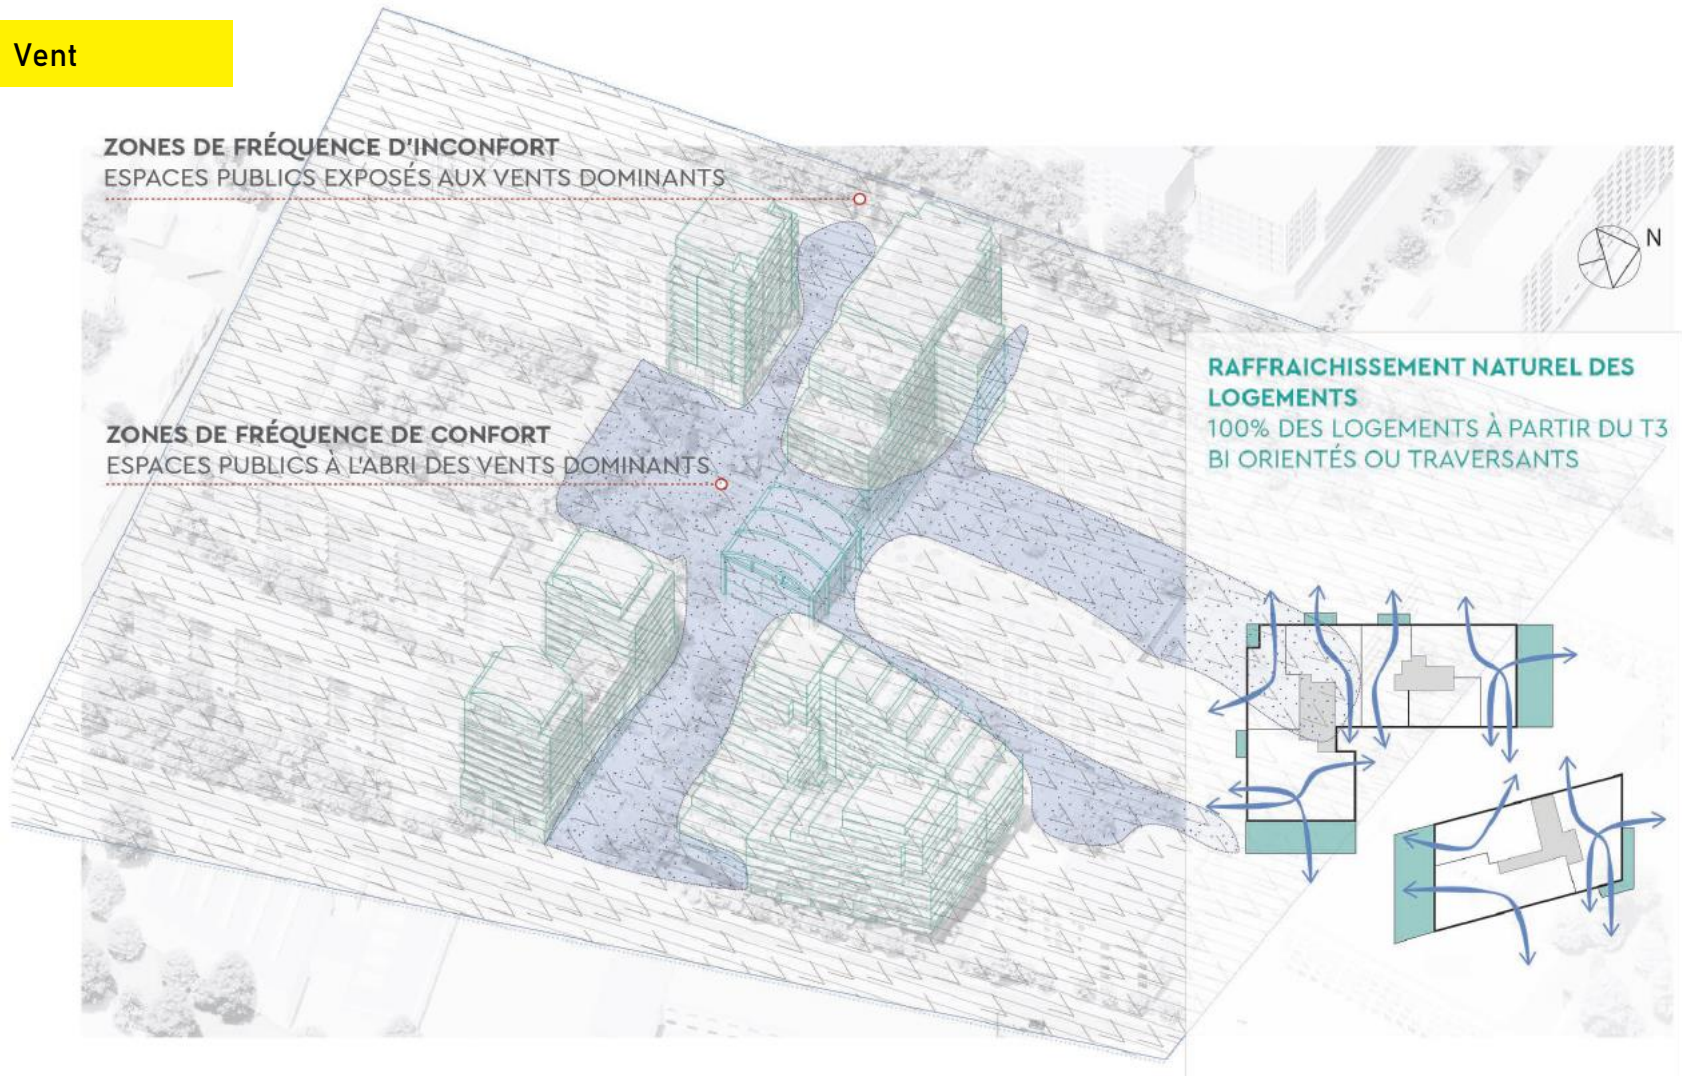 Vent
ZONES DE FRÉQUENCE D'INCONFORT
ESPACES PUBLICS EXPOSÉS AUX VENTS DOMINANTS
N
RAFFRAICHISSEMENT NATUREL DES
LOGEMENTS
100% DES LOGEMENTS À PARTIR DU T3
BI ORIENTÉS OU TRAVERSANTS
ZONES DE FRÉQUENCE DE CONFORT
ESPACES PUBLICS À L'ABRI DES VENTS DOMINANTS